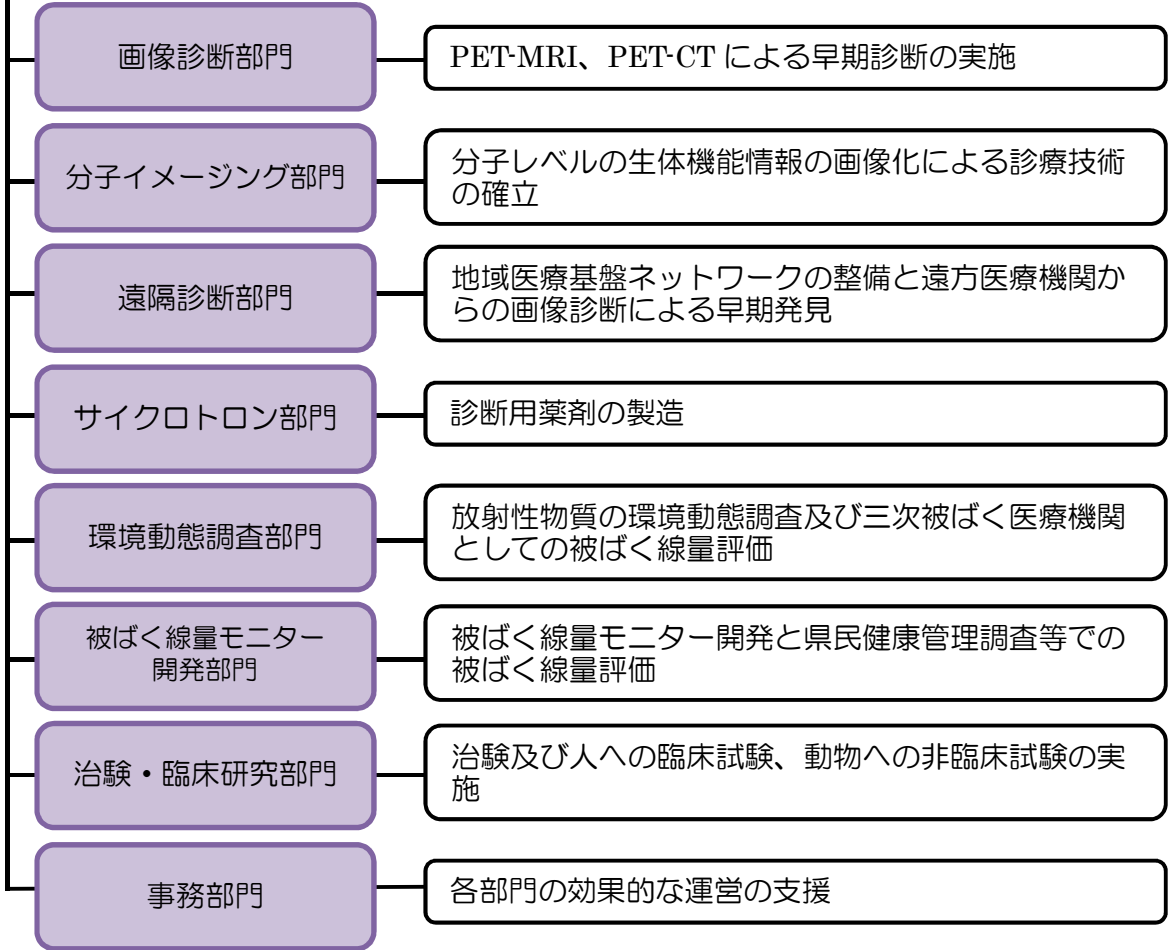 画像診断部門
PET-MRI、PET-CTによる早期診断の実施
分子イメージング部門
分子レベルの生体機能情報の画像化による診療技術
の確立
遠隔診断部門
地域医療基盤ネットワークの整備と遠方医療機関か
らの画像診断による早期発見
サイクロトロン部門
診断用薬剤の製造
環境動態調査部門
放射性物質の環境動態調査及び三次被ばく医療機関
としての被ばく線量評価
被ばく線量モニター
開発部門
被ばく線量モニター開発と県民健康管理調査等での
被ばく線量評価
治験・臨床研究部門
治験及び人への臨床試験、動物への非臨床試験の実
施
事務部門
各部門の効果的な運営の支援